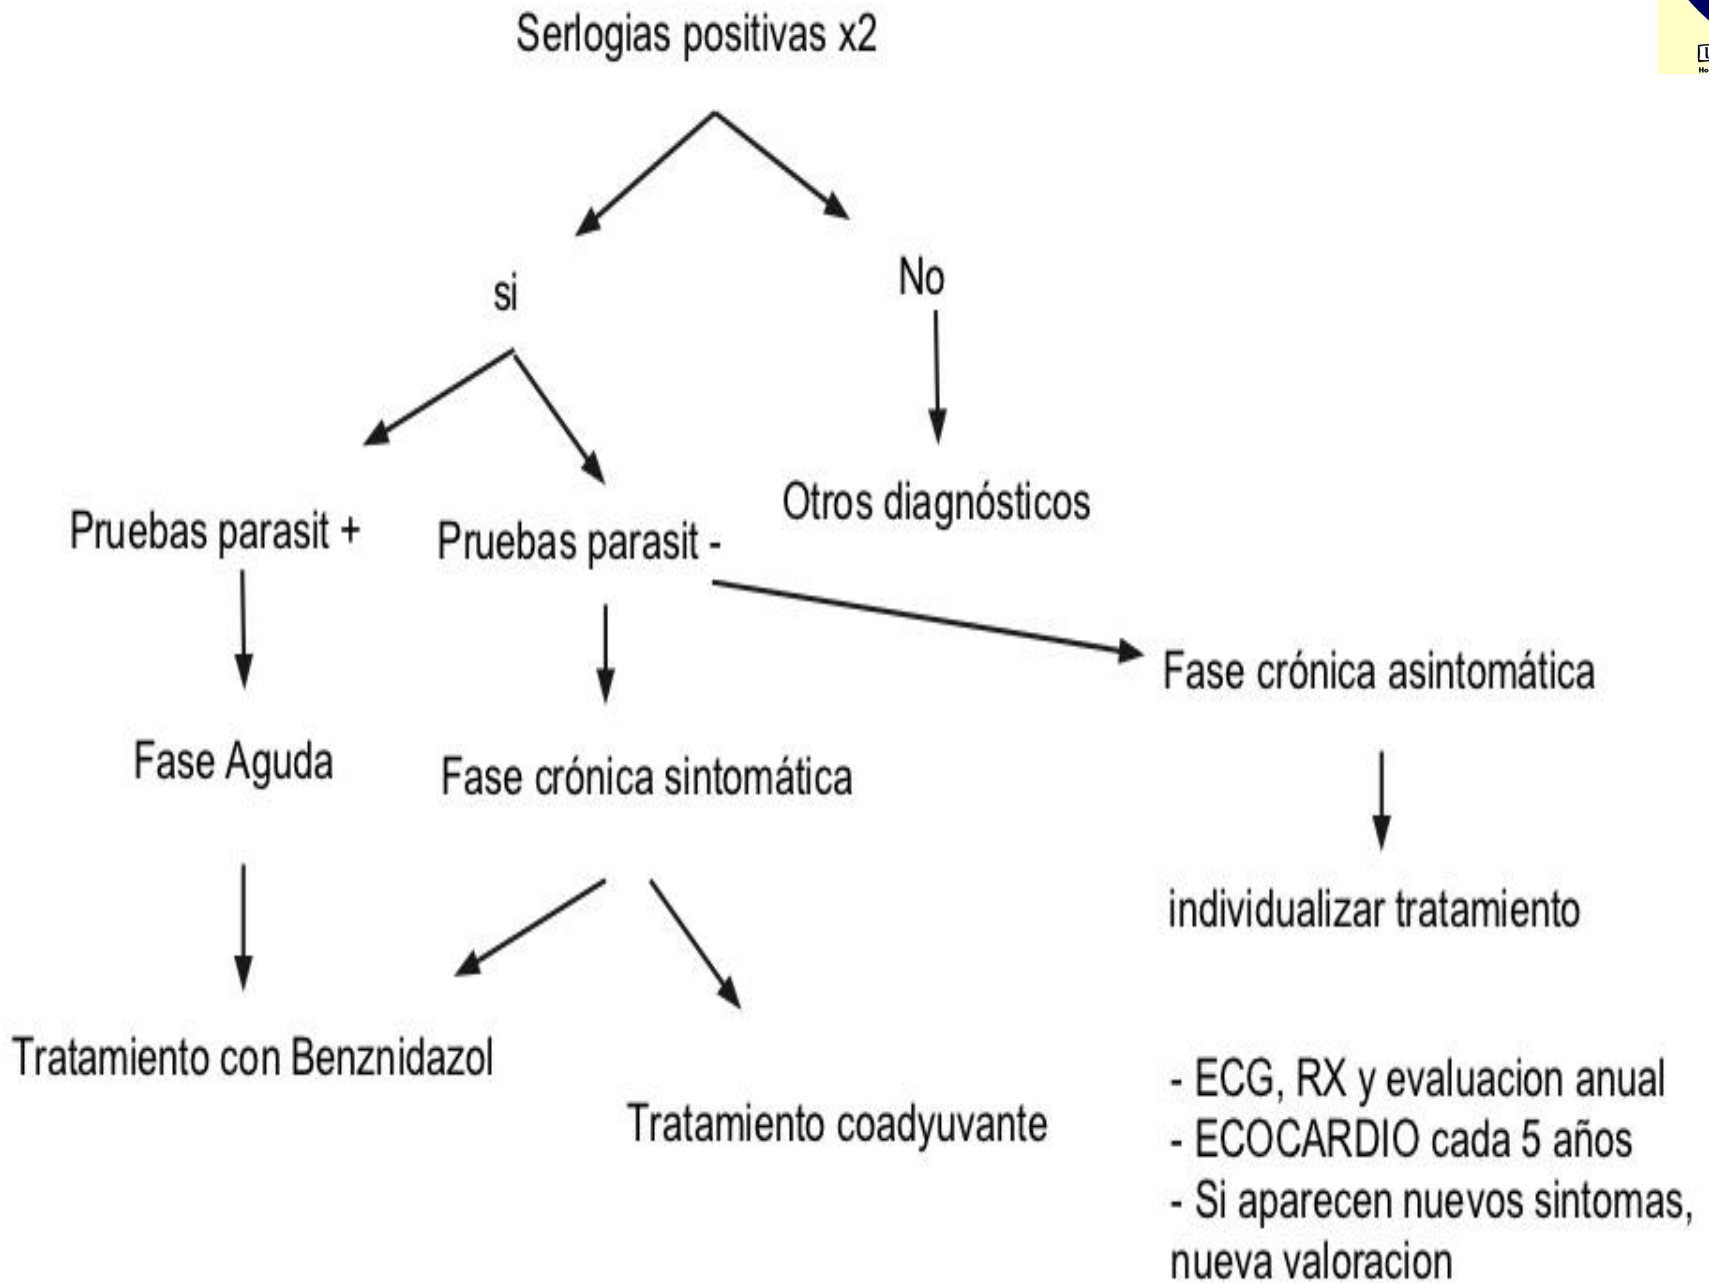 Serlogias positivas x2
si
No
Pruebas parasit +
Pruebas parasit -
Otros diagnósticos
Fase crónica asintomática
Fase Aguda
Fase crónica sintomática
individualizar tratamiento
Tratamiento con Benznidazol
Tratamiento coadyuvante
- ECG, RX y evaluacion anual
- ECOCARDIO cada 5 años
- Si aparecen nuevos sintomas,
nueva valoracion